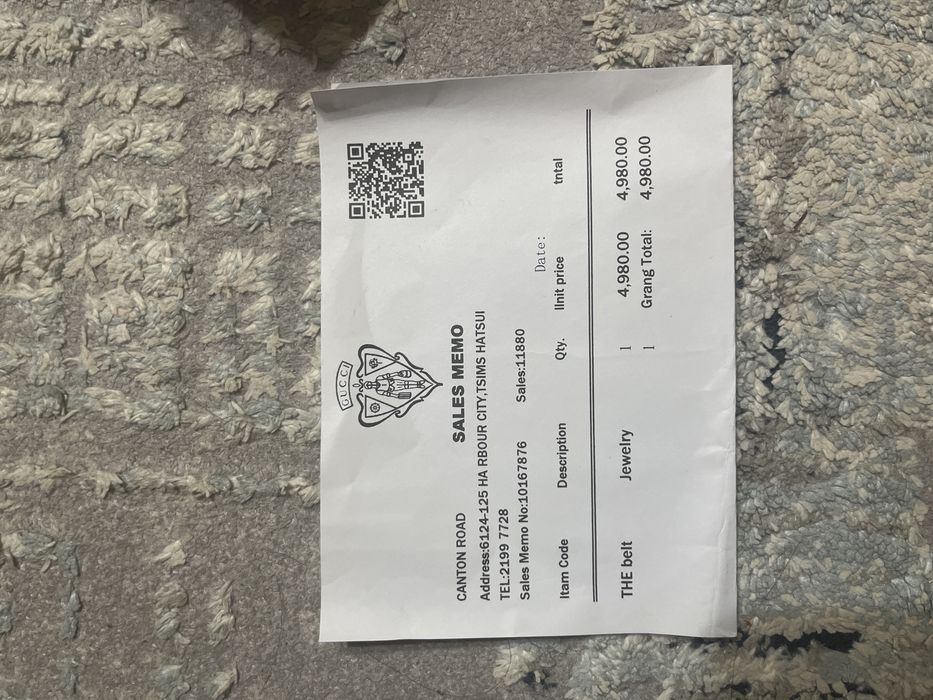 GUCCI
SALES MEMO
CANTON ROAD
Address:6124-125 HA RBOUR CITY,TSIMS HATSUI
TEL:2199 7728
Sales Memo No:10167876 Sales:11880
Date:
Itam Code Description Qty. IInit price tntal
THE belt Jewelry 1 4,980.00 4,980.00
1 Grang Total: 4,980.00